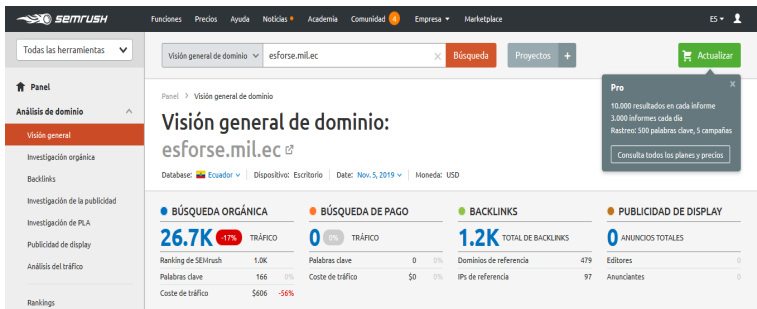 semrush Funciones Precios Ayuda Noticias Academia Comunidad 4 Empresa Marketplace ES
Todas las herramientas Visión general de dominio esforse.mil.ec × Búsqueda Proyectos + Actualizar
Panel
Análisis de dominio
Visión general
Investigación orgánica
Backlinks
Investigación de la publicidad
Investigación de PLA
Publicidad de display
Análisis del tráfico
Rankings
Panel > Visión general de dominio
Visión general de dominio:
esforse.mil.ec
Database: Ecuador Dispositivo: Escritorio Date: Nov. 5, 2019 Moneda: USD
Pro x
10.000 resultados en cada informe
3.000 informes cada día
Rastreo: 500 palabras clave, 5 campañas
Consulta todos los planes y precios
BÚSQUEDA ORGÁNICA
26.7K -17% TRÁFICO
Ranking de SEMrush 1.0K
Palabras clave 166 0%
Coste de tráfico $606 -56%
BÚSQUEDA DE PAGO
0 0% TRÁFICO
Palabras clave 0 0%
Coste de tráfico $0 0%
BACKLINKS
1.2K TOTAL DE BACKLINKS
Dominios de referencia 479
IPs de referencia 97
PUBLICIDAD DE DISPLAY
0 ANUNCIOS TOTALES
Editores 0
Anunciantes 0